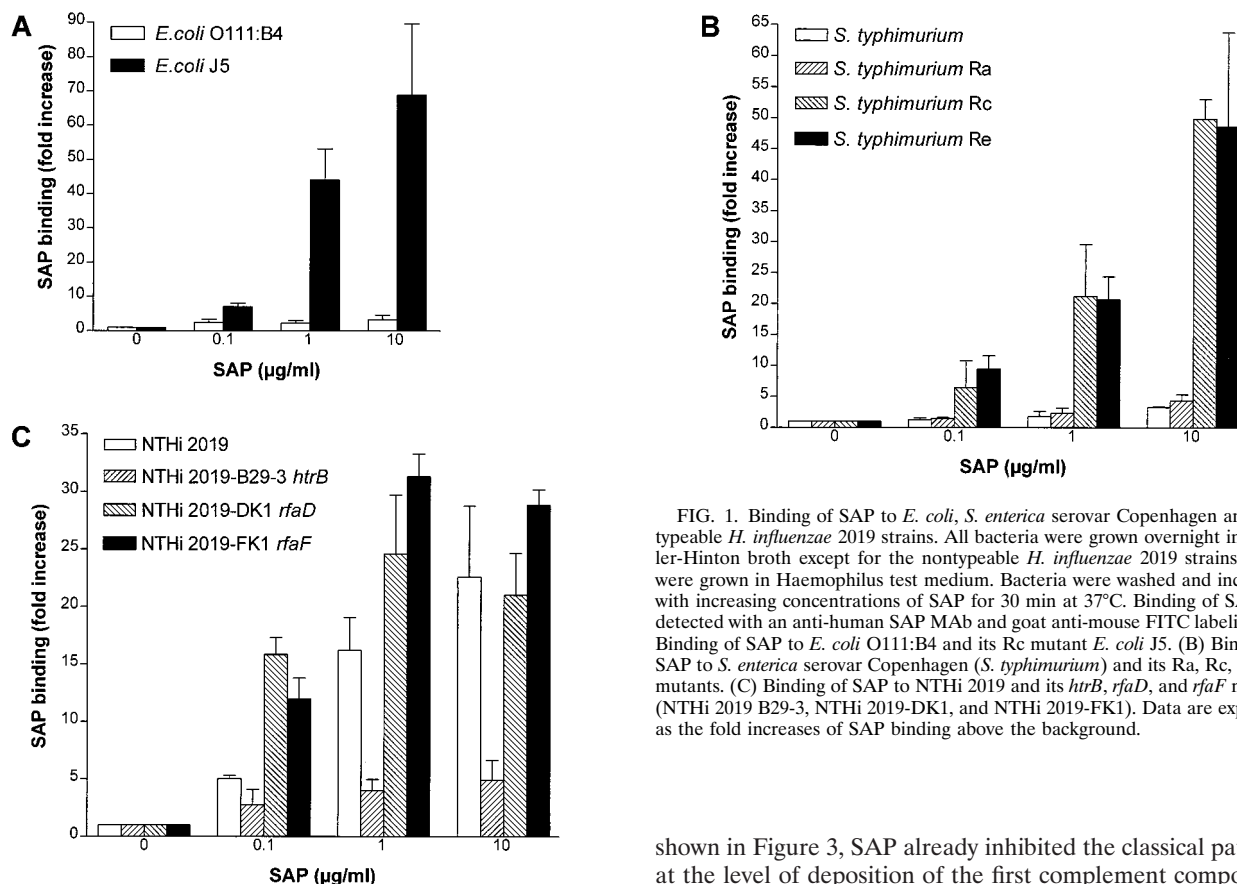 A
E.coli O111:B4
E.coli J5
SAP binding (fold increase)
90
80
70
60
50
40
30
20
10
0
0 0.1 1 10
SAP (µg/ml)
B
S. typhimurium
S. typhimurium Ra
S. typhimurium Rc
S. typhimurium Re
SAP binding (fold increase)
65
60
55
50
45
40
35
30
25
20
15
10
5
0
0 0.1 1 10
SAP (µg/ml)
C
NTHi 2019
NTHi 2019-B29-3 htrB
NTHi 2019-DK1 rfaD
NTHi 2019-FK1 rfaF
SAP binding (fold increase)
35
30
25
20
15
10
5
0
0 0.1 1 10
SAP (µg/ml)
FIG. 1. Binding of SAP to E. coli, S. enterica serovar Copenhagen an
typeable H. influenzae 2019 strains. All bacteria were grown overnight in
ler-Hinton broth except for the nontypeable H. influenzae 2019 strains
were grown in Haemophilus test medium. Bacteria were washed and inc
with increasing concentrations of SAP for 30 min at 37°C. Binding of SA
detected with an anti-human SAP MAb and goat anti-mouse FITC labeli
Binding of SAP to E. coli O111:B4 and its Rc mutant E. coli J5. (B) Bin
SAP to S. enterica serovar Copenhagen (S. typhimurium) and its Ra, Rc,
mutants. (C) Binding of SAP to NTHi 2019 and its htrB, rfaD, and rfaF
(NTHi 2019 B29-3, NTHi 2019-DK1, and NTHi 2019-FK1). Data are exp
as the fold increases of SAP binding above the background.
shown in Figure 3, SAP already inhibited the classical pa
at the level of deposition of the first complement compo